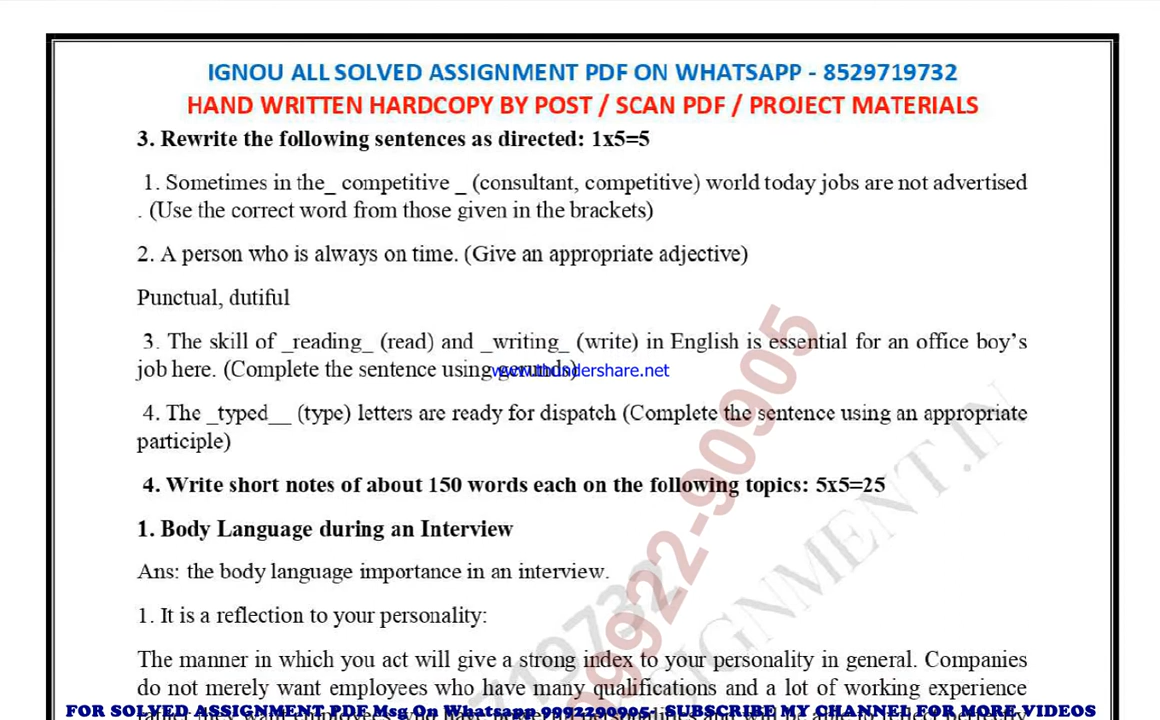 IGNOU ALL SOLVED ASSIGNMENT PDF ON WHATSAPP - 8529719732
HAND WRITTEN HARDCOPY BY POST / SCAN PDF / PROJECT MATERIALS
3. Rewrite the following sentences as directed: 1x5=5
1. Sometimes in the_ competitive _ (consultant, competitive) world today jobs are not advertised
. (Use the correct word from those given in the brackets)
2. A person who is always on time. (Give an appropriate adjective)
Punctual, dutiful
3. The skill of _reading_ (read) and _writing_ (write) in English is essential for an office boy's
job here. (Complete the sentence using gerunds)
www.thundershare.net
4. The _typed__ (type) letters are ready for dispatch (Complete the sentence using an appropriate
participle)
4. Write short notes of about 150 words each on the following topics: 5x5=25
1. Body Language during an Interview
Ans: the body language importance in an interview.
1. It is a reflection to your personality:
The manner in which you act will give a strong index to your personality in general. Companies
do not merely want employees who have many qualifications and a lot of working experience
FOR SOLVED ASSIGNMENT PDF Msg On Whatsapp 9992290905- SUBSCRIBE MY CHANNEL FOR MORE VIDEOS
719732
9992-90905
SIGNMENT.IN